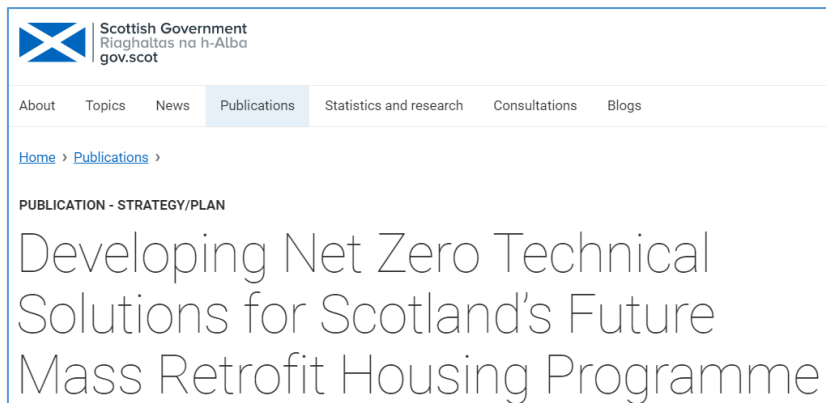 Scottish Government
Riaghaltas na h-Alba
gov.scot
About Topics News Publications Statistics and research Consultations Blogs
Home › Publications ›
PUBLICATION - STRATEGY/PLAN
Developing Net Zero Technical
Solutions for Scotland's Future
Mass Retrofit Housing Programme